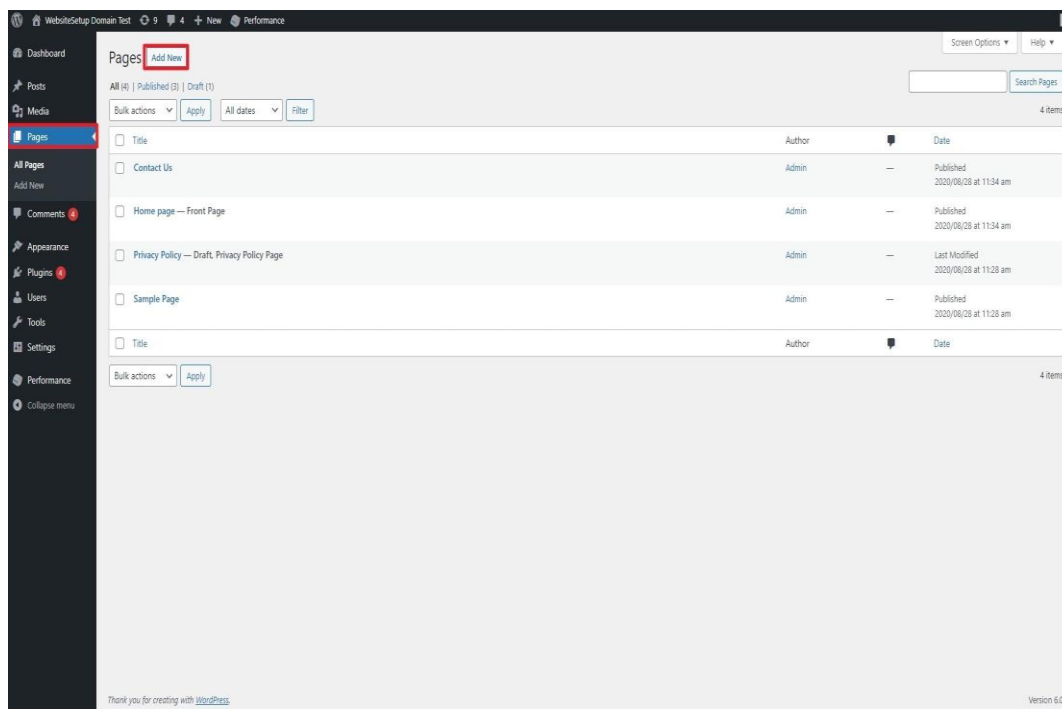 WebsiteSetup Domain Test 9 4 + New Performance
Dashboard
Posts
Media
Pages
All Pages
Add New
Comments 4
Appearance
Plugins 4
Users
Tools
Settings
Performance
Collapse menu
Screen Options ▼ Help ▼
Pages Add New
All (4) | Published (3) | Draft (1)
Search Pages
Bulk actions Apply All dates Filter
4 items
Title Author Date
Contact Us Admin — Published
2020/08/28 at 11:34 am
Home page — Front Page Admin — Published
2020/08/28 at 11:34 am
Privacy Policy — Draft, Privacy Policy Page Admin — Last Modified
2020/08/28 at 11:28 am
Sample Page Admin — Published
2020/08/28 at 11:28 am
Title Author Date
Bulk actions Apply
4 items
Thank you for creating with WordPress.
Version 6.0